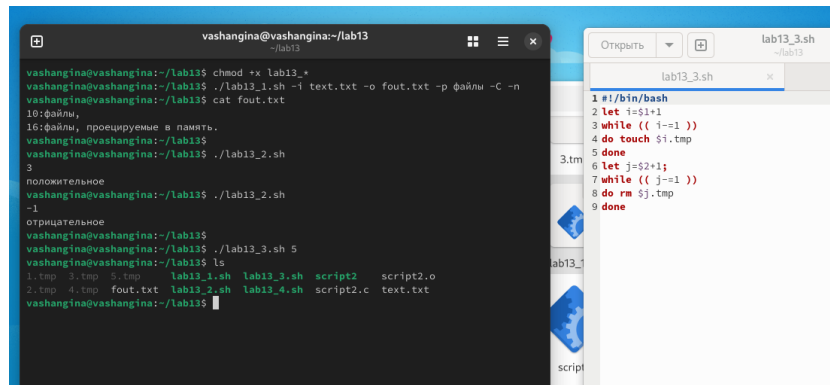 vashangina@vashangina:~/lab13
~/lab13
vashangina@vashangina:~/lab13$ chmod +x lab13_*
vashangina@vashangina:~/lab13$ ./lab13_1.sh -i text.txt -o fout.txt -p файлы -C -n
vashangina@vashangina:~/lab13$ cat fout.txt
10:файлы,
16:файлы, проецируемые в память.
vashangina@vashangina:~/lab13$
vashangina@vashangina:~/lab13$ ./lab13_2.sh
3
положительное
vashangina@vashangina:~/lab13$ ./lab13_2.sh
-1
отрицательное
vashangina@vashangina:~/lab13$
vashangina@vashangina:~/lab13$ ./lab13_3.sh 5
vashangina@vashangina:~/lab13$ ls
1.tmp 3.tmp 5.tmp lab13_1.sh lab13_3.sh script2 script2.o
2.tmp 4.tmp fout.txt lab13_2.sh lab13_4.sh script2.c text.txt
vashangina@vashangina:~/lab13$
3.tm
lab13_1
script
Открыть
lab13_3.sh
~/lab13
lab13_3.sh
1 #!/bin/bash
2 let i=$1+1
3 while (( i-=1 ))
4 do touch $i.tmp
5 done
6 let j=$2+1;
7 while (( j-=1 ))
8 do rm $j.tmp
9 done